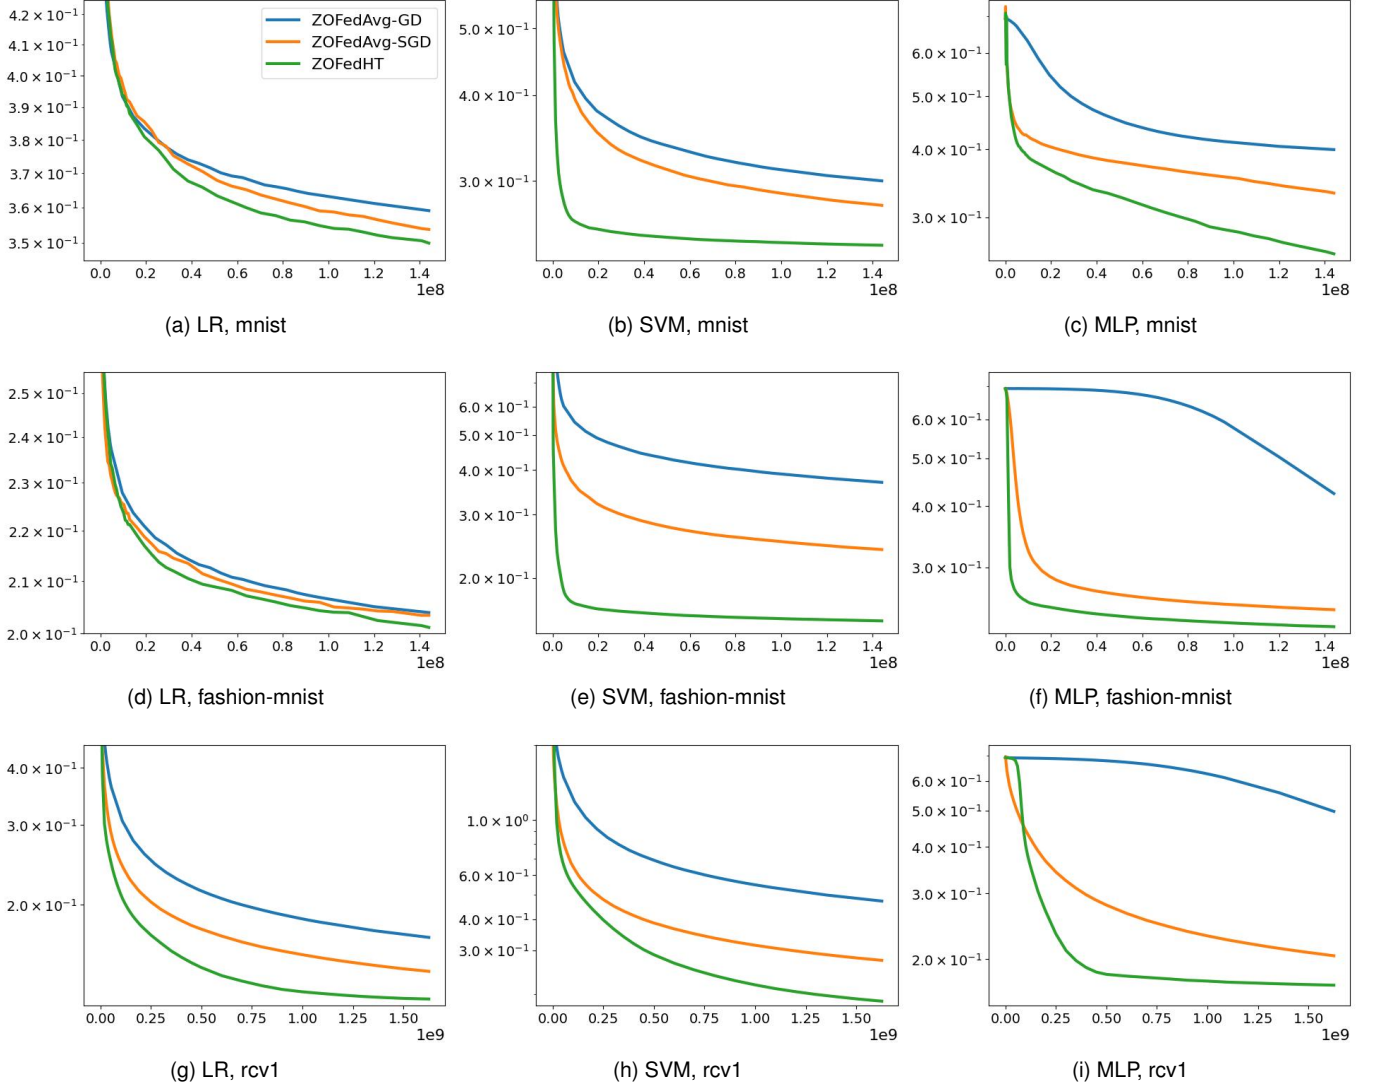 4.2 × 10⁻¹
4.1 × 10⁻¹
4.0 × 10⁻¹
3.9 × 10⁻¹
3.8 × 10⁻¹
3.7 × 10⁻¹
3.6 × 10⁻¹
3.5 × 10⁻¹
ZOFedAvg-GD
ZOFedAvg-SGD
ZOFedHT
0.0 0.2 0.4 0.6 0.8 1.0 1.2 1.4
1e8
(a) LR, mnist
5.0 × 10⁻¹
4.0 × 10⁻¹
3.0 × 10⁻¹
0.0 0.2 0.4 0.6 0.8 1.0 1.2 1.4
1e8
(b) SVM, mnist
6.0 × 10⁻¹
5.0 × 10⁻¹
4.0 × 10⁻¹
3.0 × 10⁻¹
0.0 0.2 0.4 0.6 0.8 1.0 1.2 1.4
1e8
(c) MLP, mnist
2.5 × 10⁻¹
2.4 × 10⁻¹
2.3 × 10⁻¹
2.2 × 10⁻¹
2.1 × 10⁻¹
2.0 × 10⁻¹
0.0 0.2 0.4 0.6 0.8 1.0 1.2 1.4
1e8
(d) LR, fashion-mnist
6.0 × 10⁻¹
5.0 × 10⁻¹
4.0 × 10⁻¹
3.0 × 10⁻¹
2.0 × 10⁻¹
0.0 0.2 0.4 0.6 0.8 1.0 1.2 1.4
1e8
(e) SVM, fashion-mnist
6.0 × 10⁻¹
5.0 × 10⁻¹
4.0 × 10⁻¹
3.0 × 10⁻¹
0.0 0.2 0.4 0.6 0.8 1.0 1.2 1.4
1e8
(f) MLP, fashion-mnist
4.0 × 10⁻¹
3.0 × 10⁻¹
2.0 × 10⁻¹
0.00 0.25 0.50 0.75 1.00 1.25 1.50
1e9
(g) LR, rcv1
1.0 × 10⁰
6.0 × 10⁻¹
4.0 × 10⁻¹
3.0 × 10⁻¹
0.00 0.25 0.50 0.75 1.00 1.25 1.50
1e9
(h) SVM, rcv1
6.0 × 10⁻¹
5.0 × 10⁻¹
4.0 × 10⁻¹
3.0 × 10⁻¹
2.0 × 10⁻¹
0.00 0.25 0.50 0.75 1.00 1.25 1.50
1e9
(i) MLP, rcv1